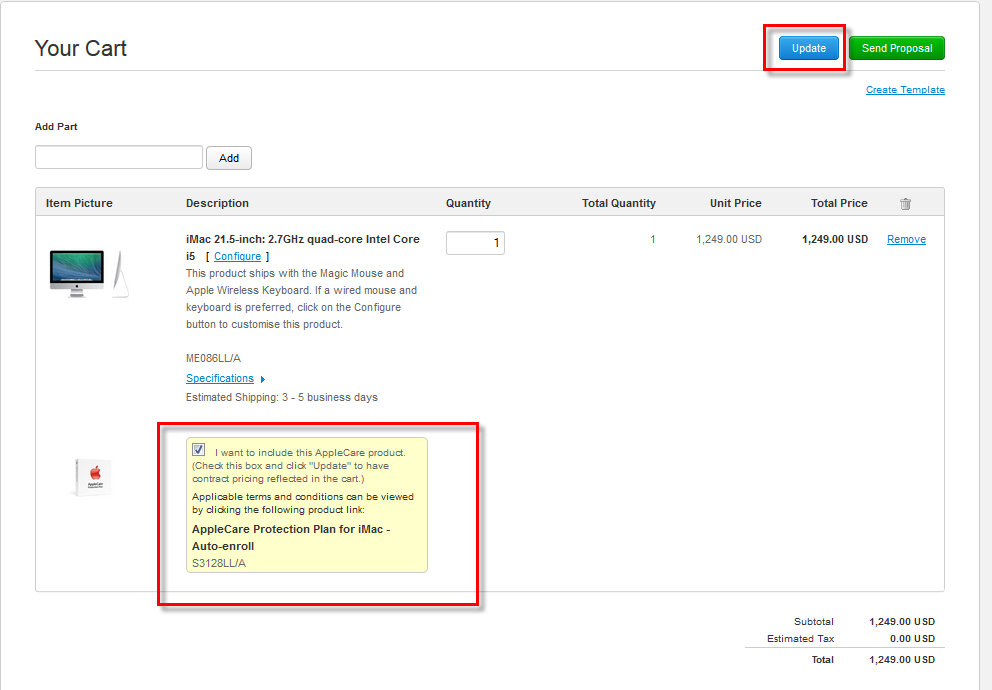 Your Cart
Update
Send Proposal
Create Template
Add Part
Add
Item Picture Description Quantity Total Quantity Unit Price Total Price
iMac 21.5-inch: 2.7GHz quad-core Intel Core 1 1 1,249.00 USD 1,249.00 USD Remove
i5 [ Configure ]
This product ships with the Magic Mouse and
Apple Wireless Keyboard. If a wired mouse and
keyboard is preferred, click on the Configure
button to customise this product.
ME086LL/A
Specifications
Estimated Shipping: 3 - 5 business days
I want to include this AppleCare product.
(Check this box and click "Update" to have
contract pricing reflected in the cart.)
Applicable terms and conditions can be viewed
by clicking the following product link:
AppleCare Protection Plan for iMac -
Auto-enroll
S3128LL/A
Subtotal 1,249.00 USD
Estimated Tax 0.00 USD
Total 1,249.00 USD